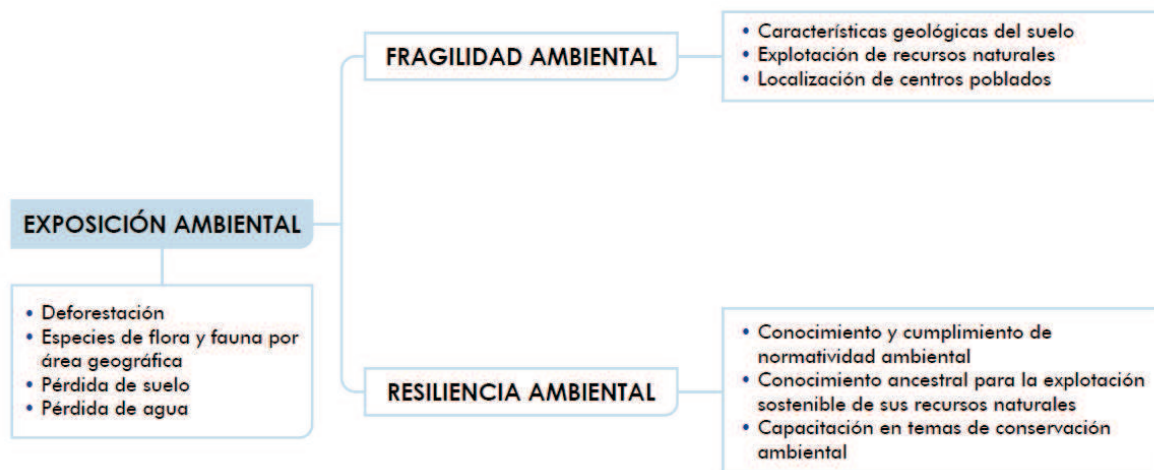 FRAGILIDAD AMBIENTAL
• Características geológicas del suelo
• Explotación de recursos naturales
• Localización de centros poblados
EXPOSICIÓN AMBIENTAL
• Deforestación
• Especies de flora y fauna por
área geográfica
• Pérdida de suelo
• Pérdida de agua
RESILIENCIA AMBIENTAL
• Conocimiento y cumplimiento de
normatividad ambiental
• Conocimiento ancestral para la explotación
sostenible de sus recursos naturales
• Capacitación en temas de conservación
ambiental